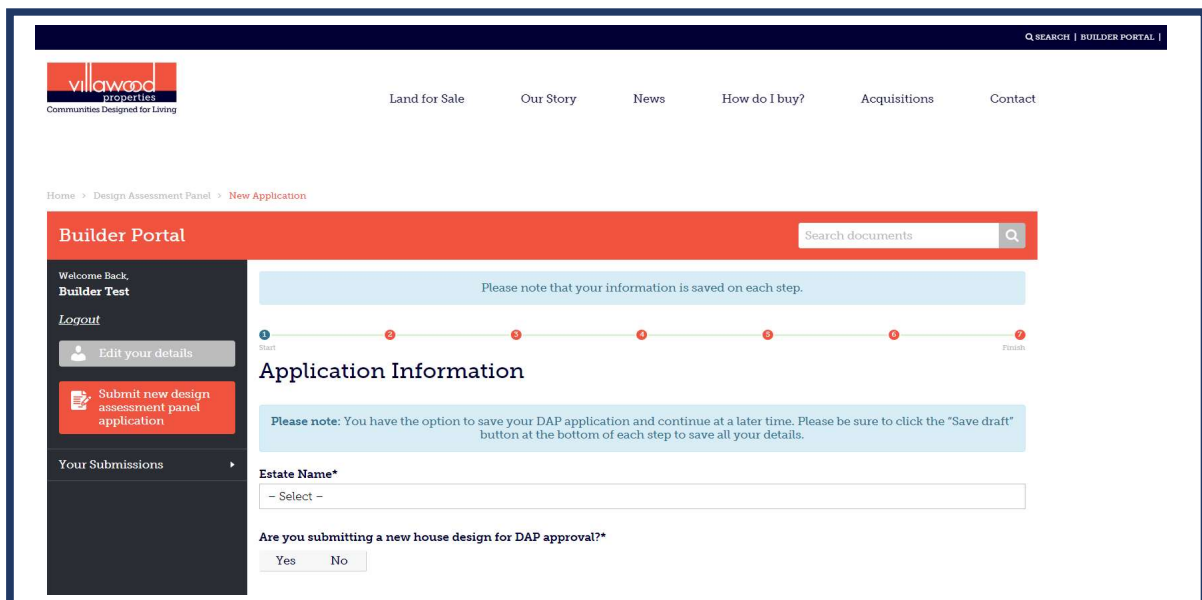 SEARCH | BUILDER PORTAL |
villawood
properties
Communities Designed for Living
Land for Sale Our Story News How do I buy? Acquisitions Contact
Home > Design Assessment Panel > New Application
Builder Portal
Search documents
Welcome Back,
Builder Test
Logout
Edit your details
Submit new design
assessment panel
application
Your Submissions
Please note that your information is saved on each step.
1 2 3 4 5 6 7
Start Finish
Application Information
Please note: You have the option to save your DAP application and continue at a later time. Please be sure to click the "Save draft"
button at the bottom of each step to save all your details.
Estate Name*
– Select –
Are you submitting a new house design for DAP approval?*
Yes No